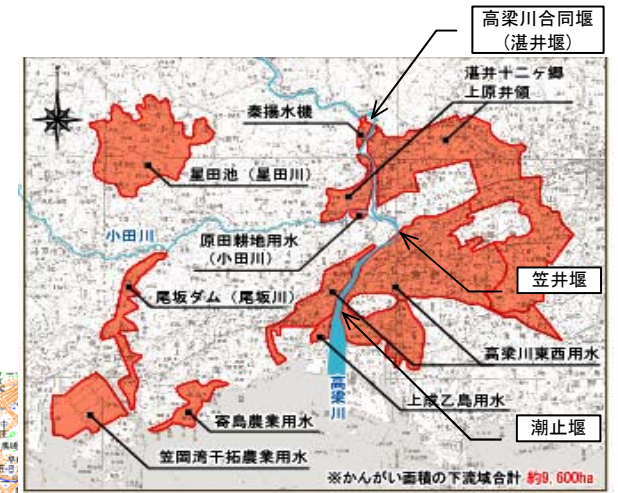 高梁川合同堰
(湛井堰)
湛井十二ヶ郷
上原井領
秦揚水機
星田池（星田川）
小田川
原田耕地用水
(小田川)
笠井堰
尾坂ダム（尾坂川）
高梁川東西用水
高梁川
上成乙島用水
潮止堰
寄島農業用水
笠岡湾干拓農業用水
※かんがい面積の下流域合計 約9,600ha